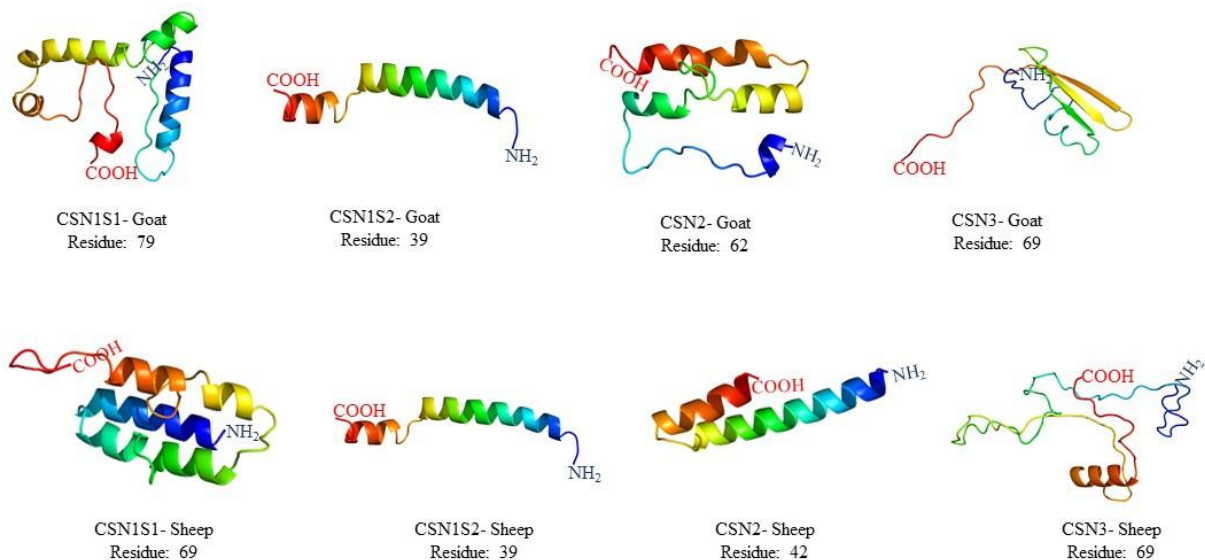 NH2
COOH
CSN1S1- Goat
Residue: 79
COOH
NH2
CSN1S2- Goat
Residue: 39
COOH
NH2
CSN2- Goat
Residue: 62
NH2
COOH
CSN3- Goat
Residue: 69
COOH
NH2
CSN1S1- Sheep
Residue: 69
COOH
NH2
CSN1S2- Sheep
Residue: 39
COOH
NH2
CSN2- Sheep
Residue: 42
COOH
NH2
CSN3- Sheep
Residue: 69